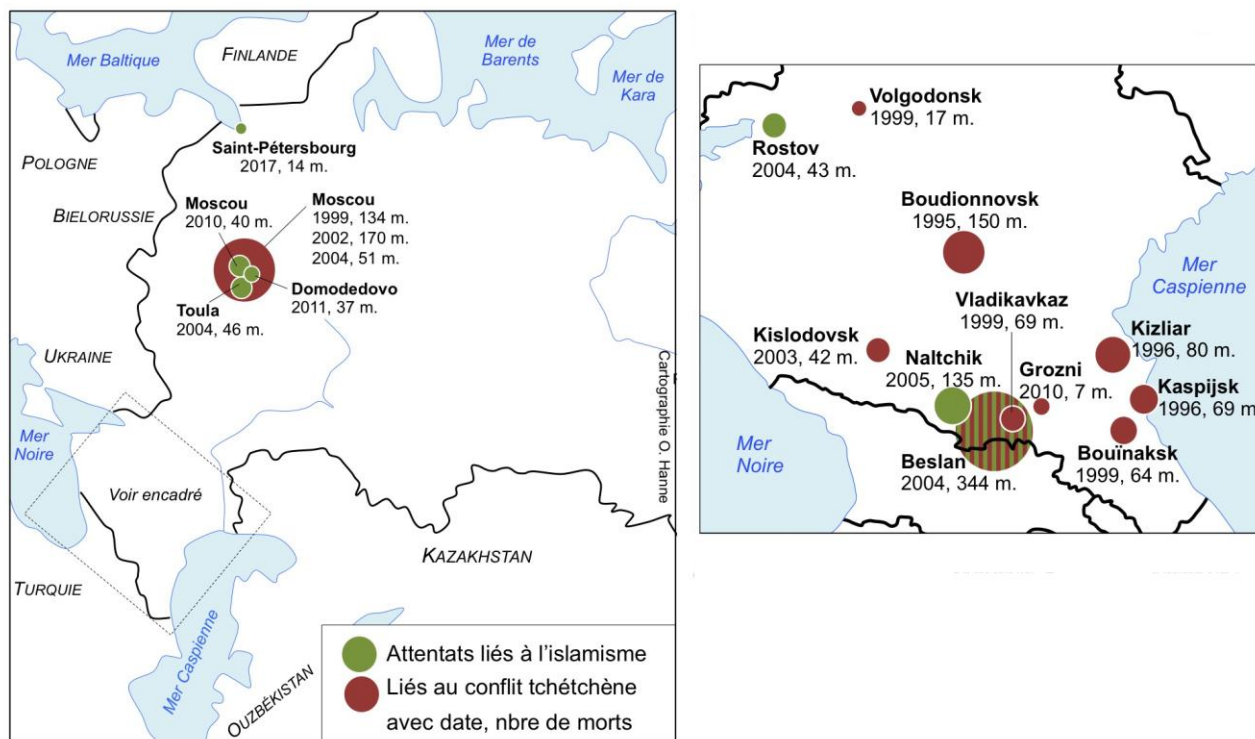 Mer Baltique
FINLANDE
Mer de
Barents
Mer de
Kara
Saint-Pétersbourg
2017, 14 m.
POLOGNE
BIELORUSSIE
Moscou
2010, 40 m.
Moscou
1999, 134 m.
2002, 170 m.
2004, 51 m.
Domodedovo
2011, 37 m.
Toula
2004, 46 m.
UKRAINE
Mer
Noire
Voir encadré
TURQUIE
KAZAKHSTAN
Mer Caspienne
OUZBÉKISTAN
Cartographie O. Hanne
Attentats liés à l'islamisme
Liés au conflit tchétchène
avec date, nbre de morts
Volgodonsk
1999, 17 m.
Rostov
2004, 43 m.
Boudionnovsk
1995, 150 m.
Mer
Caspienne
Vladikavkaz
1999, 69 m.
Kizliar
1996, 80 m.
Kislodovsk
2003, 42 m.
Naltchik
2005, 135 m.
Grozni
2010, 7 m.
Kaspijsk
1996, 69 m
Mer
Noire
Beslan
2004, 344 m.
Bouïnaksk
1999, 64 m.